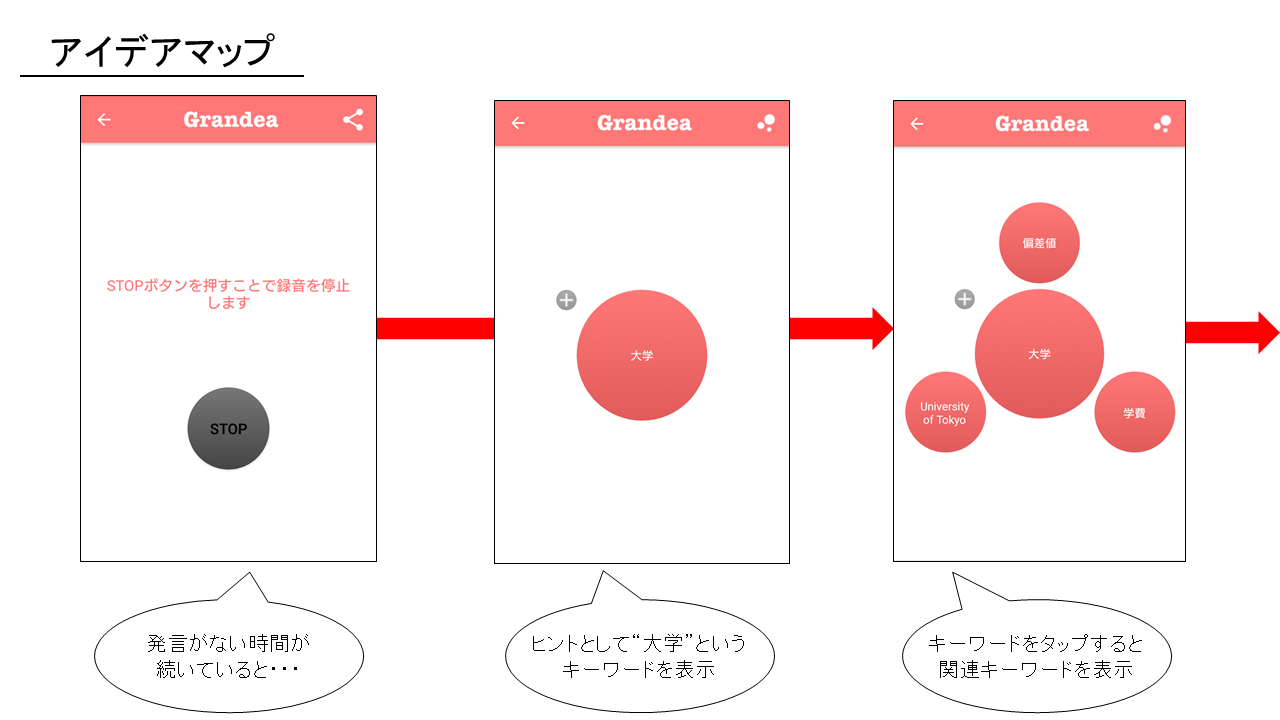 アイデアマップ
Grandea
STOPボタンを押すことで録音を停止
します
STOP
発言がない時間が
続いていると・・・
Grandea
大学
ヒントとして“大学”という
キーワードを表示
Grandea
偏差値
大学
University
of Tokyo
学費
キーワードをタップすると
関連キーワードを表示